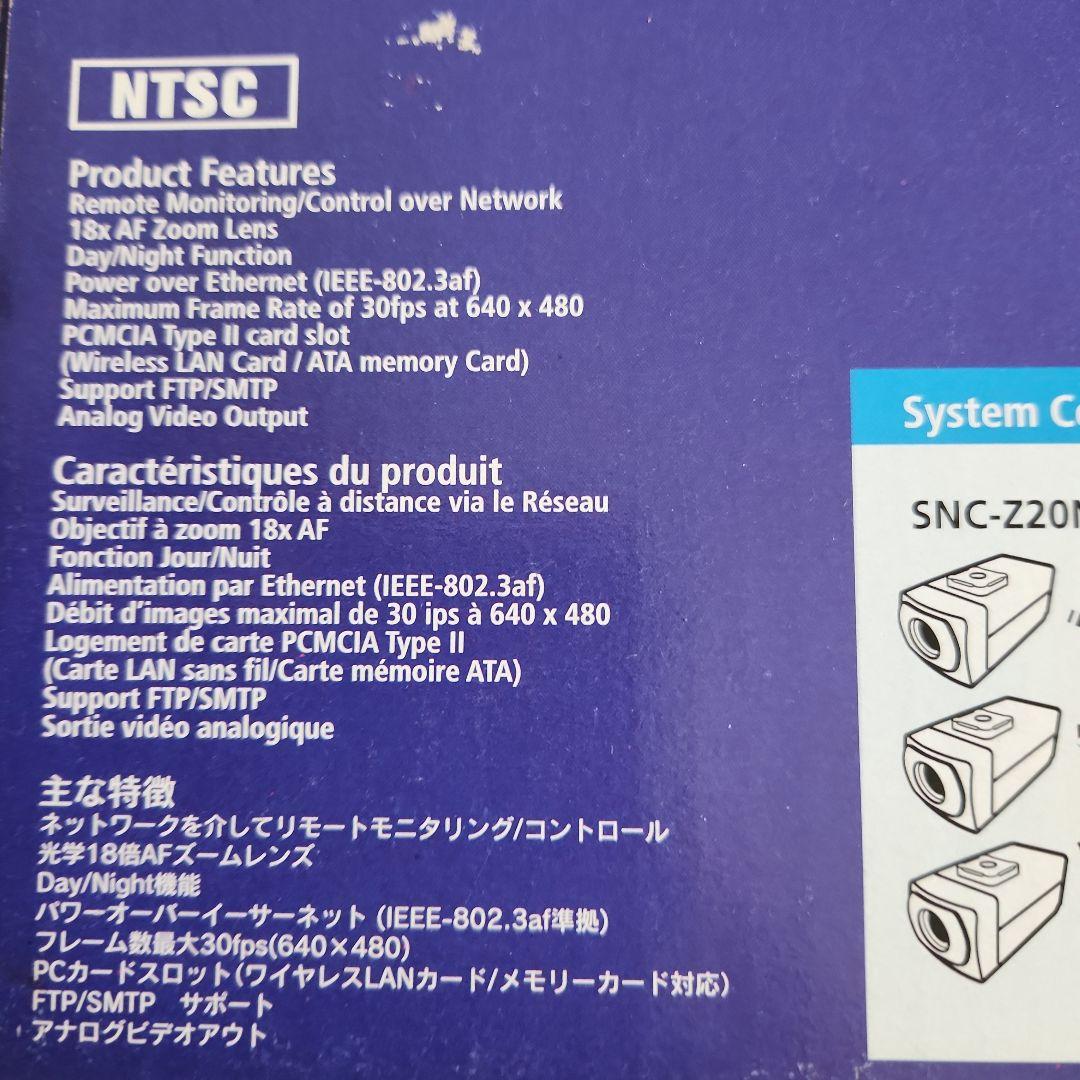 NTSC
Product Features
Remote Monitoring/Control over Network
18x AF Zoom Lens
Day/Night Function
Power over Ethernet (IEEE-802.3af)
Maximum Frame Rate of 30fps at 640 x 480
PCMCIA Type II card slot
(Wireless LAN Card / ATA memory Card)
Support FTP/SMTP
Analog Video Output
Caractéristiques du produit
Surveillance/Contrôle à distance via le Réseau
Objectif à zoom 18x AF
Fonction Jour/Nuit
Alimentation par Ethernet (IEEE-802.3af)
Débit d'images maximal de 30 ips à 640 x 480
Logement de carte PCMCIA Type II
(Carte LAN sans fil/Carte mémoire ATA)
Support FTP/SMTP
Sortie vidéo analogique
主な特徴
ネットワークを介してリモートモニタリング/コントロール
光学18倍AFズームレンズ
Day/Night機能
パワーオーバーイーサーネット (IEEE-802.3af準拠)
フレーム数最大30fps(640×480)
PCカードスロット(ワイヤレスLANカード/メモリーカード対応)
FTP/SMTP サポート
アナログビデオアウト
System
SNC-Z20